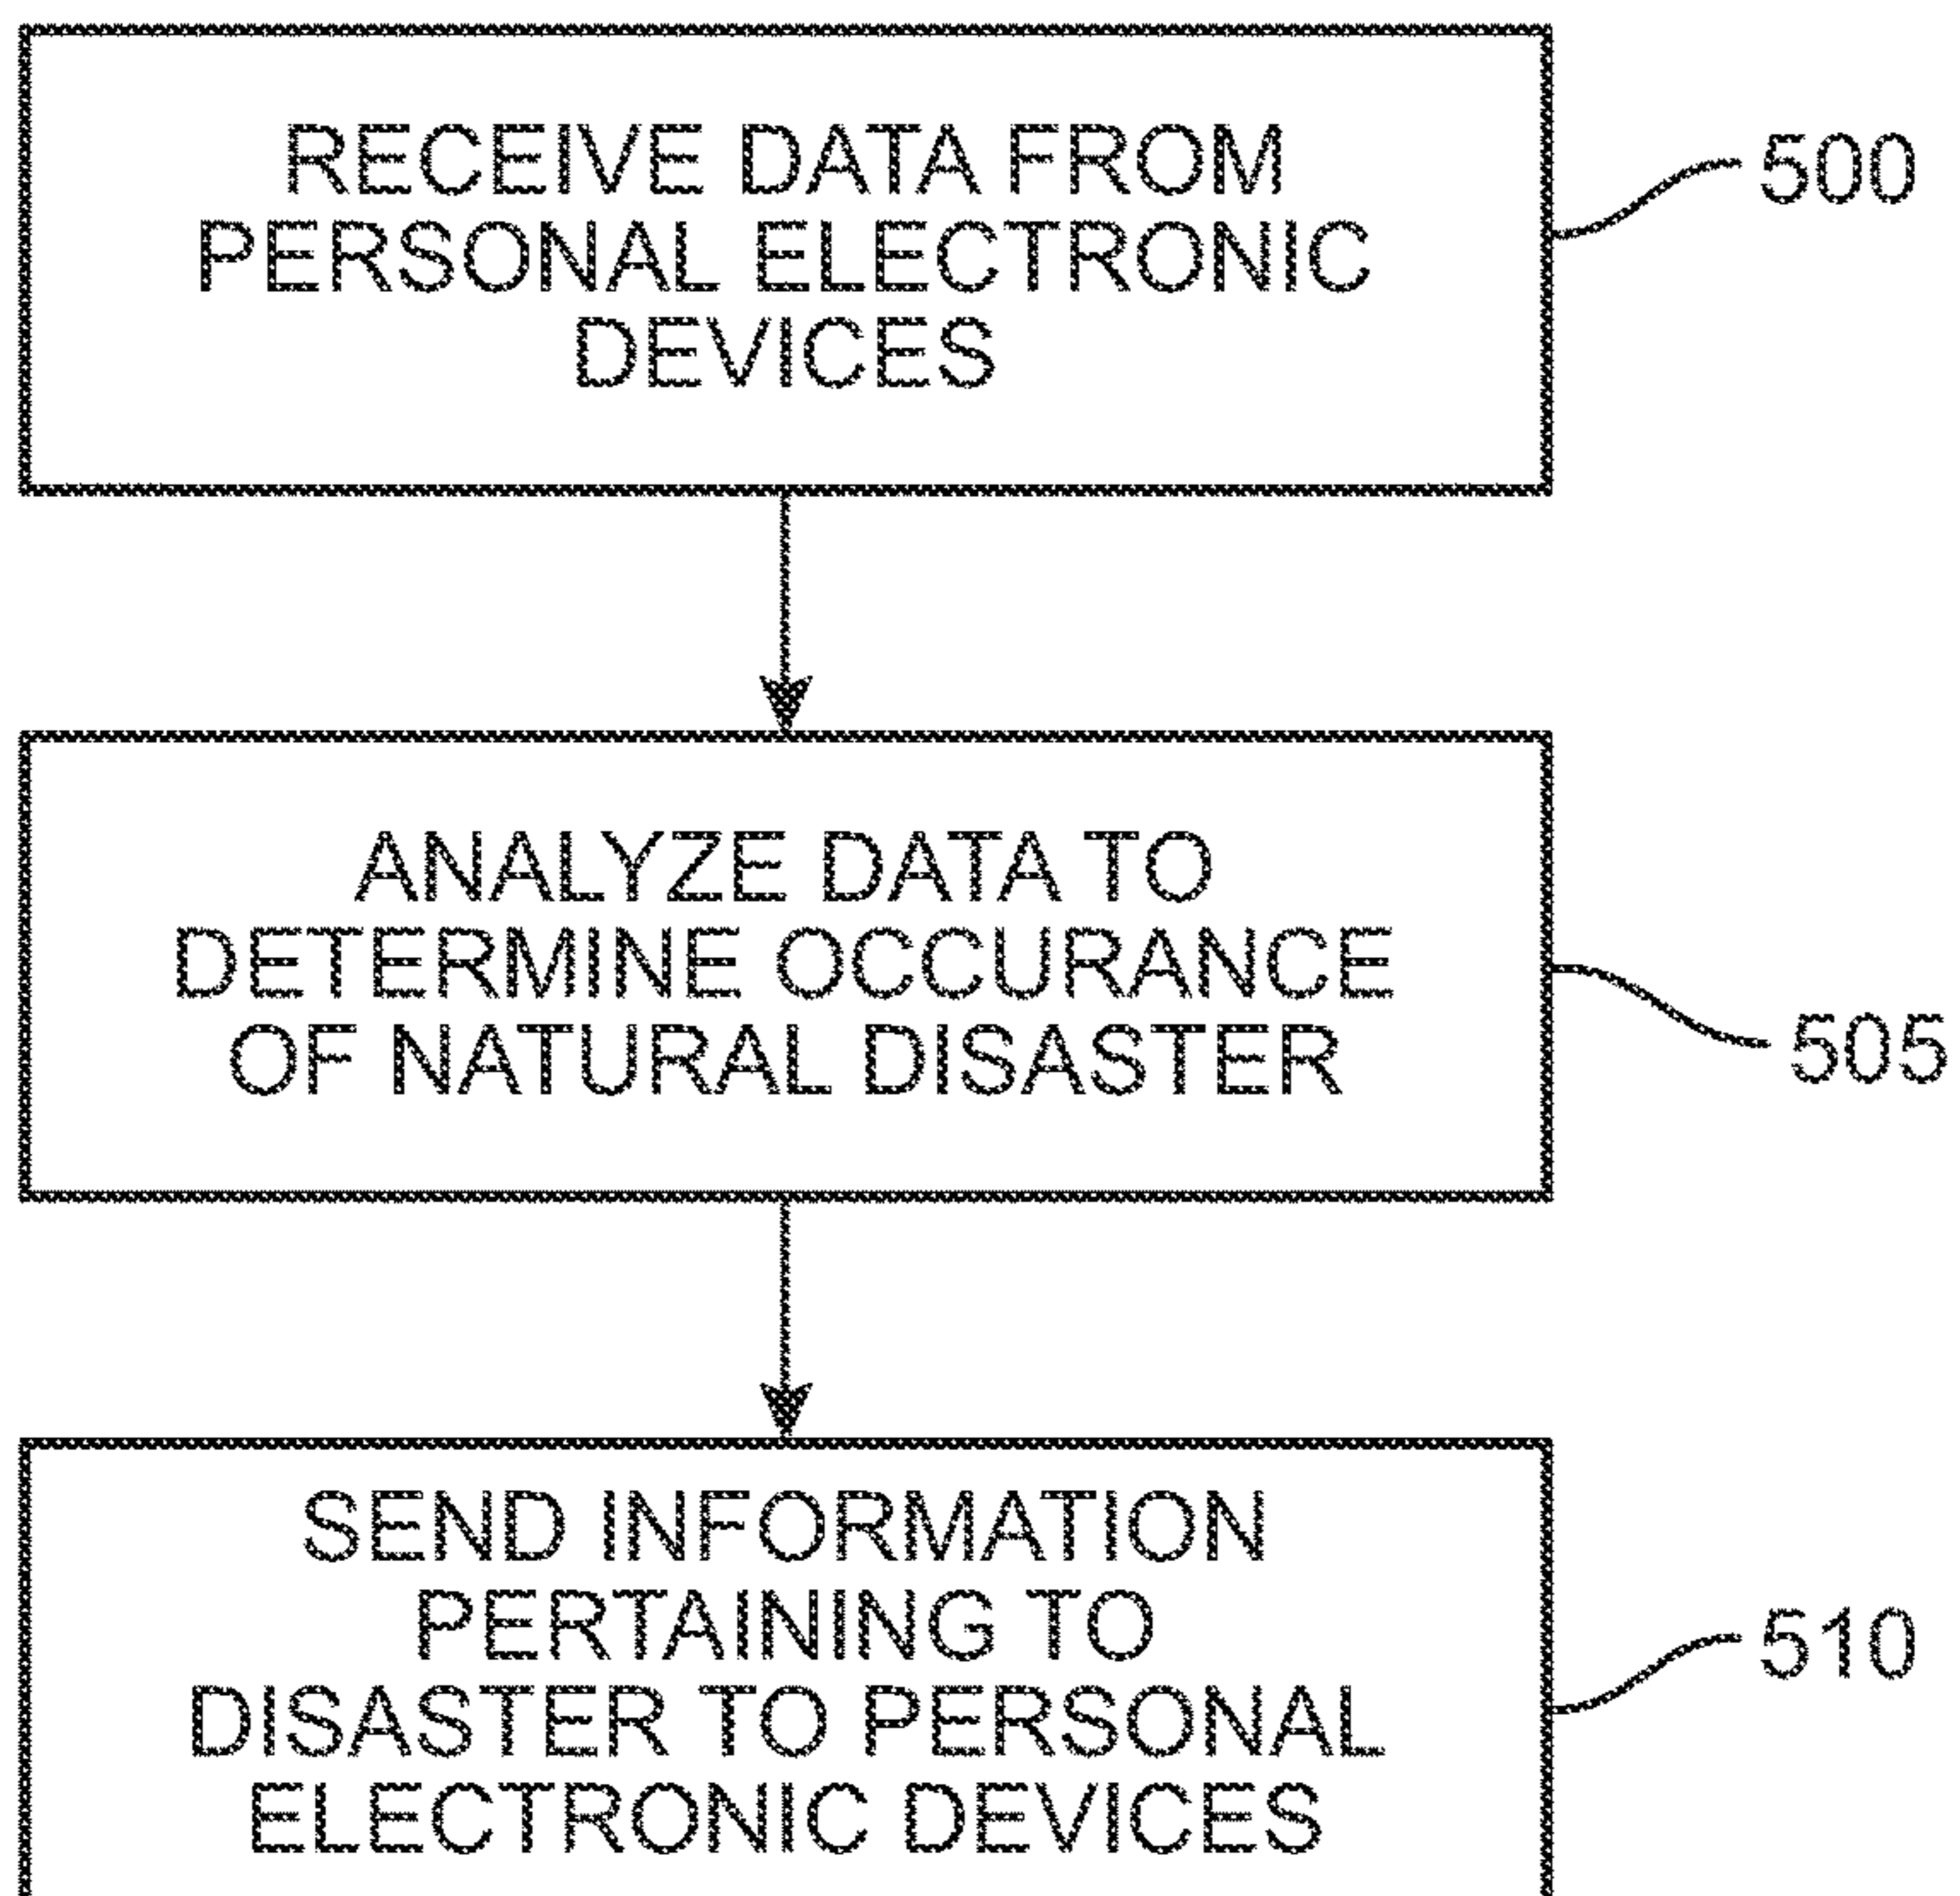 RECEIVE DATA FROM
PERSONAL ELECTRONIC
DEVICES
500
ANALYZE DATA TO
DETERMINE OCCURANCE
OF NATURAL DISASTER
505
SEND INFORMATION
PERTAINING TO
DISASTER TO PERSONAL
ELECTRONIC DEVICES
510